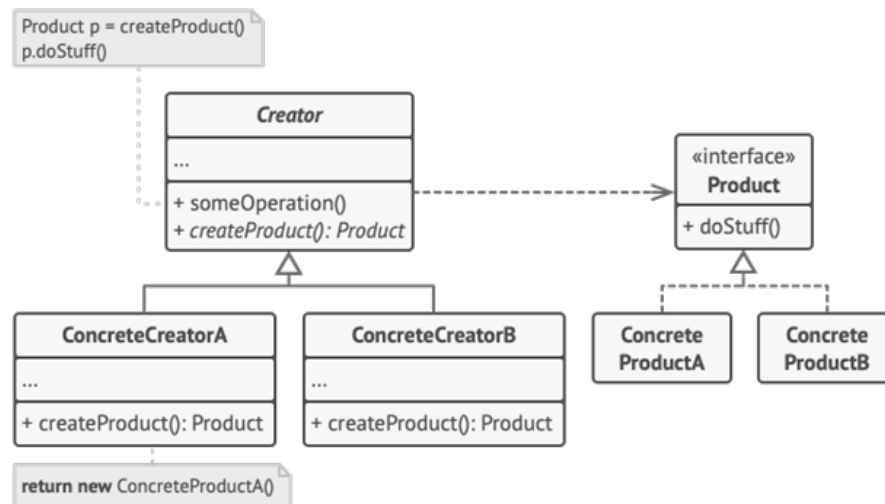 Product p = createProduct()
p.doStuff()
Creator
...
+ someOperation()
+ createProduct(): Product
«interface»
Product
+ doStuff()
ConcreteCreatorA
...
+ createProduct(): Product
ConcreteCreatorB
...
+ createProduct(): Product
Concrete
ProductA
Concrete
ProductB
return new ConcreteProductA()